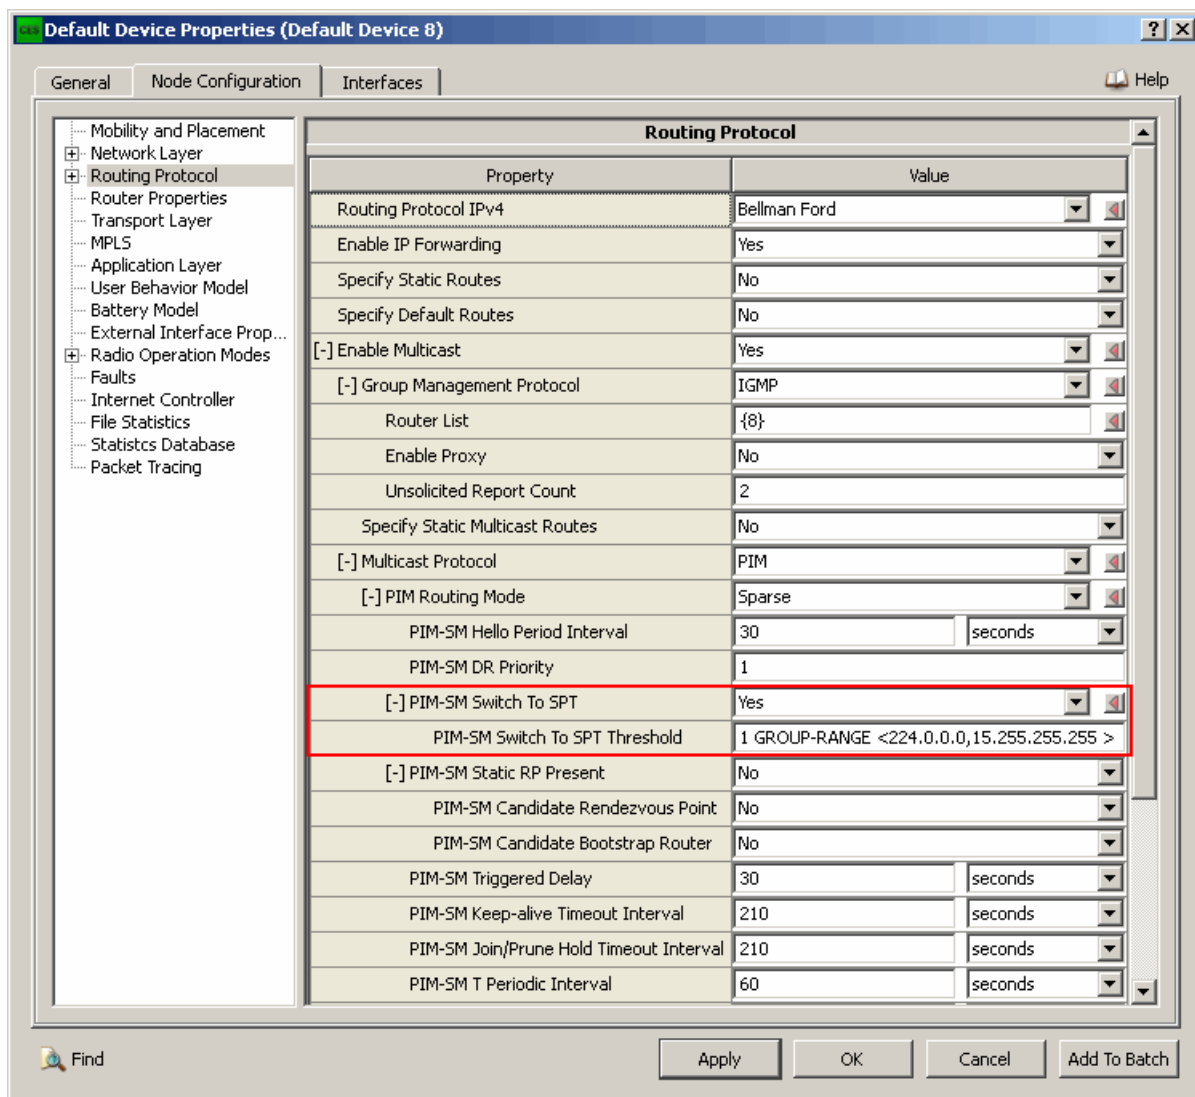 CES Default Device Properties (Default Device 8)
General Node Configuration Interfaces Help
Mobility and Placement
Network Layer
Routing Protocol
Router Properties
Transport Layer
MPLS
Application Layer
User Behavior Model
Battery Model
External Interface Prop...
Radio Operation Modes
Faults
Internet Controller
File Statistics
Statistcs Database
Packet Tracing
Routing Protocol
Property Value
Routing Protocol IPv4 Bellman Ford
Enable IP Forwarding Yes
Specify Static Routes No
Specify Default Routes No
[-] Enable Multicast Yes
[-] Group Management Protocol IGMP
Router List {8}
Enable Proxy No
Unsolicited Report Count 2
Specify Static Multicast Routes No
[-] Multicast Protocol PIM
[-] PIM Routing Mode Sparse
PIM-SM Hello Period Interval 30 seconds
PIM-SM DR Priority 1
[-] PIM-SM Switch To SPT Yes
PIM-SM Switch To SPT Threshold 1 GROUP-RANGE <224.0.0.0,15.255.255.255 >
[-] PIM-SM Static RP Present No
PIM-SM Candidate Rendezvous Point No
PIM-SM Candidate Bootstrap Router No
PIM-SM Triggered Delay 30 seconds
PIM-SM Keep-alive Timeout Interval 210 seconds
PIM-SM Join/Prune Hold Timeout Interval 210 seconds
PIM-SM T Periodic Interval 60 seconds
Find Apply OK Cancel Add To Batch